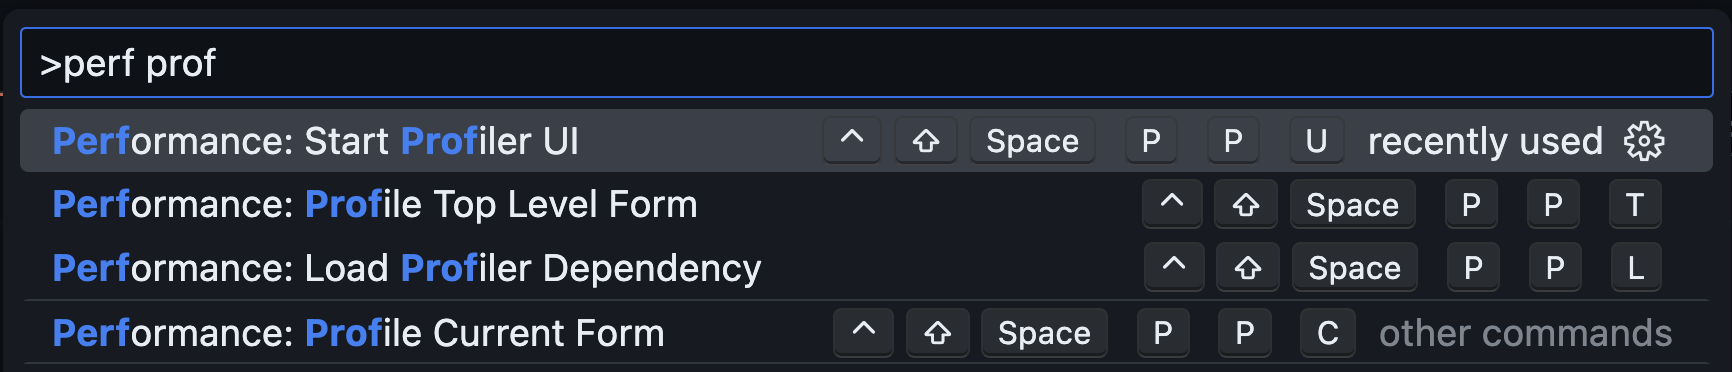 >perf prof
Performance: Start Profiler UI ^ ⇧ Space P P U recently used
Performance: Profile Top Level Form ^ ⇧ Space P P T
Performance: Load Profiler Dependency ^ ⇧ Space P P L
Performance: Profile Current Form ^ ⇧ Space P P C other commands